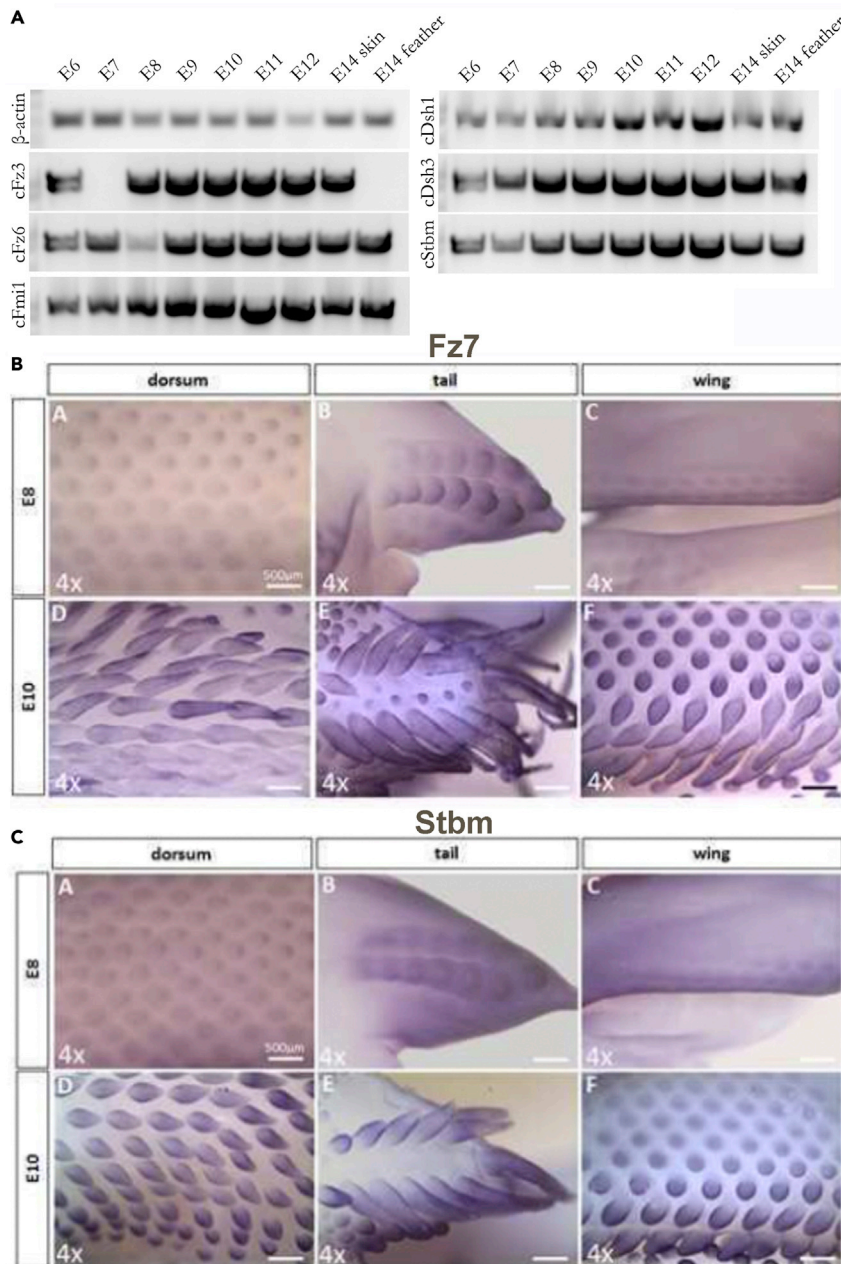 A
E6 E7 E8 E9 E10 E11 E12 E14 skin E14 feather
β-actin
cFz3
cFz6
cFmi1
E6 E7 E8 E9 E10 E11 E12 E14 skin E14 feather
cDsh1
cDsh3
cStbm
Fz7
B
dorsum tail wing
E8
A B C
500μm
4x 4x 4x
E10
D E F
4x 4x 4x
Stbm
C
dorsum tail wing
E8
A B C
500μm
4x 4x 4x
E10
D E F
4x 4x 4x